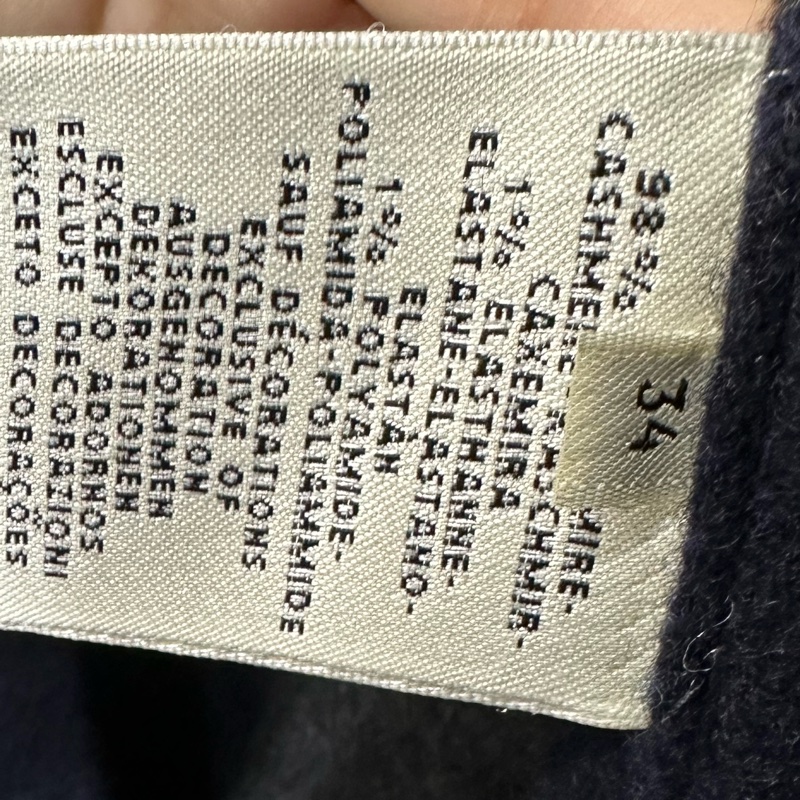 34
98% MIRE-
CASHMERE-KASCHMIR-
CAXEMIRA
1% ELASTHANNE-
ELASTANE-ELASTANO-
ELASTÁN
1% POLYAMIDE-
POLIAMIDA-POLIAMMIDE
SAUF DÉCORATIONS
EXCLUSIVE OF
DECORATION
AUSGENOMMEN
DEKORATIONEN
EXCEPTO ADORNOS
ESCLUSE DECORAZIONI
EXCETO DECORAÇÕES